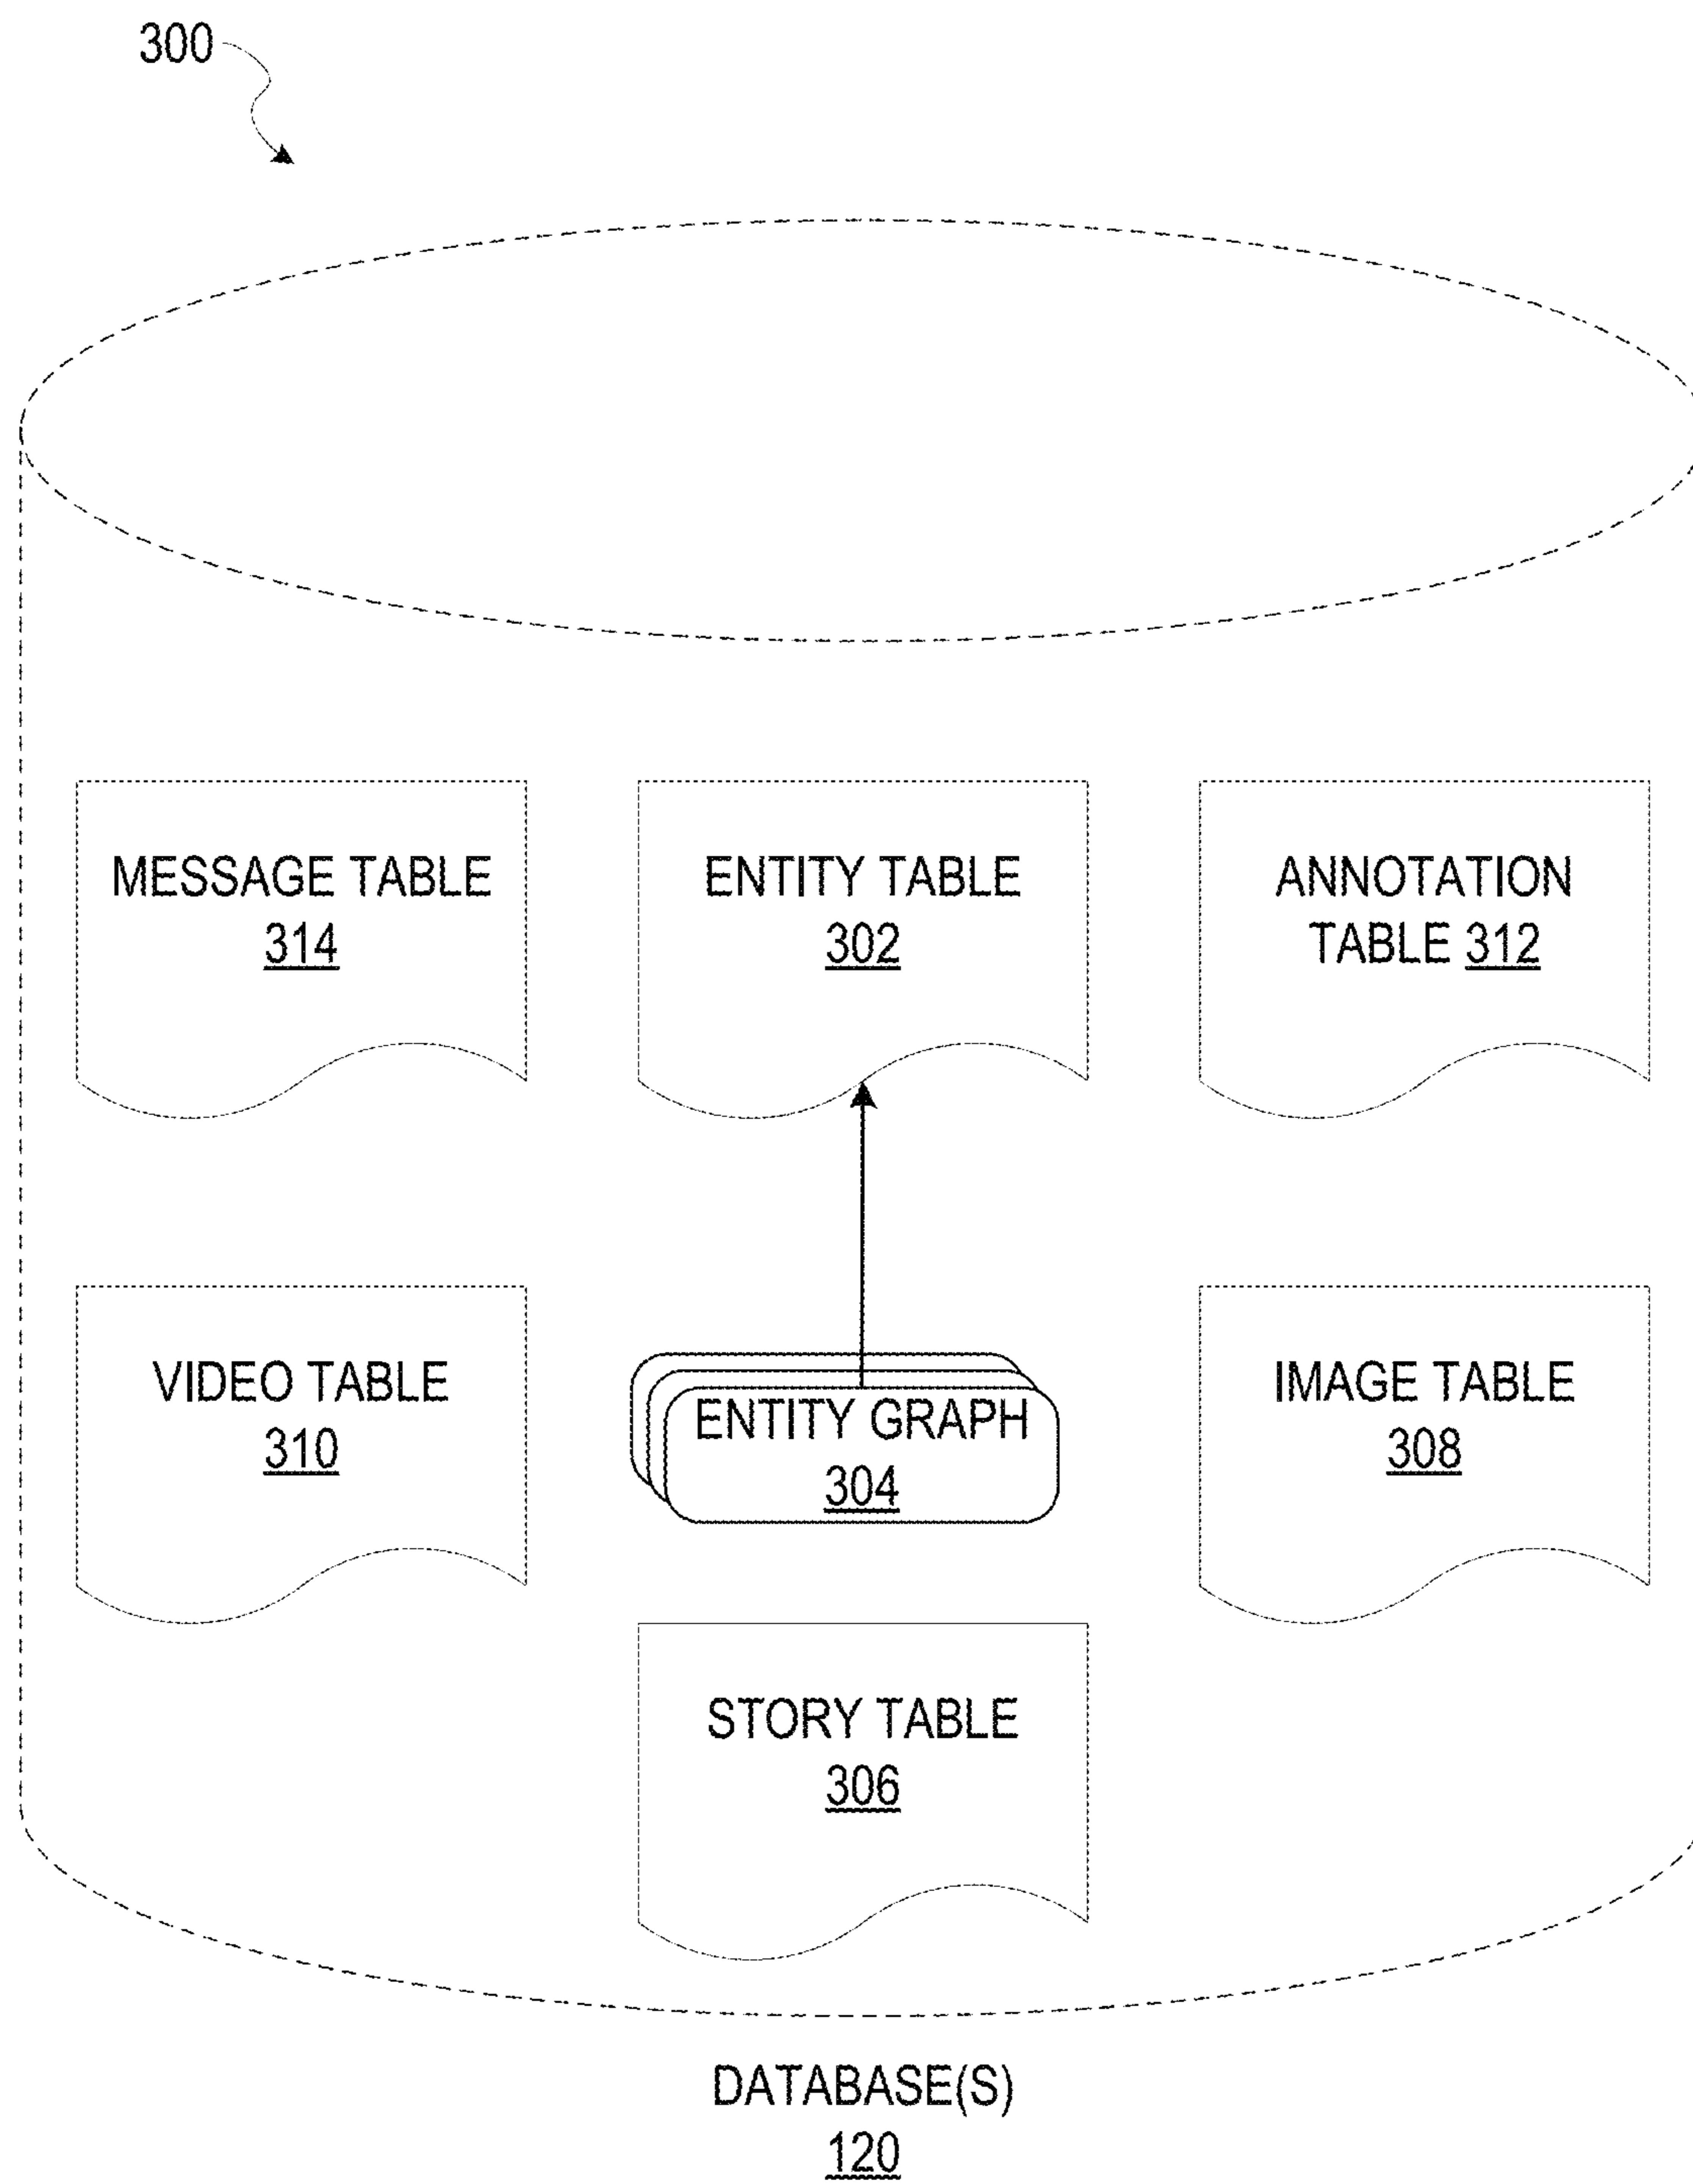 300
MESSAGE TABLE
314
ENTITY TABLE
302
ANNOTATION
TABLE 312
VIDEO TABLE
310
ENTITY GRAPH
304
IMAGE TABLE
308
STORY TABLE
306
DATABASE(S)
120